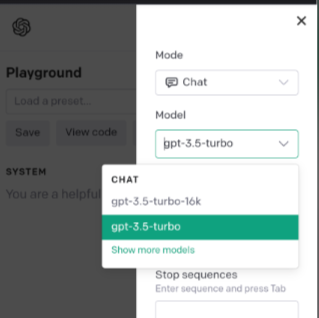 Mode
Chat
Playground
Model
Load a preset...
gpt-3.5-turbo
Save
View code
CHAT
SYSTEM
gpt-3.5-turbo-16k
You are a helpful
gpt-3.5-turbo
Show more models
Stop sequences
Enter sequence and press Tab